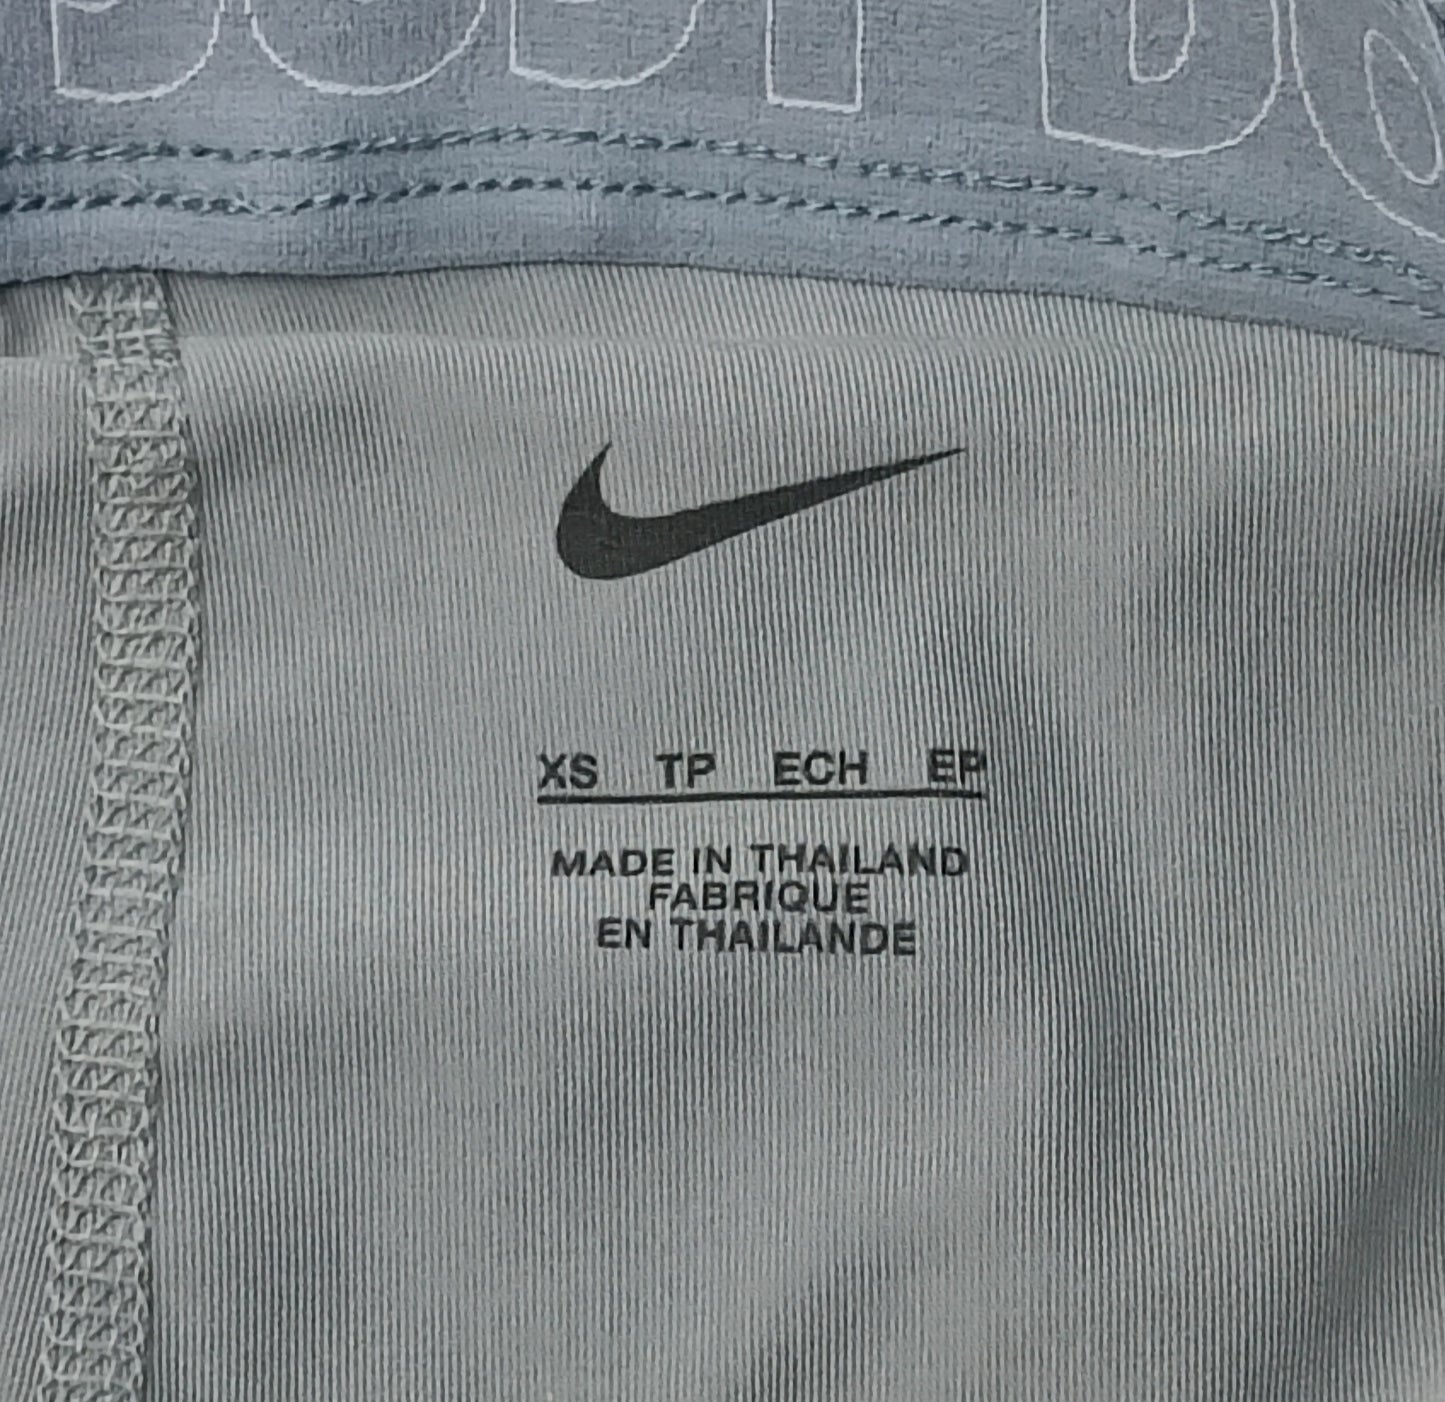 XS TP ECH EP
MADE IN THAILAND
FABRIQUE
EN THAILANDE